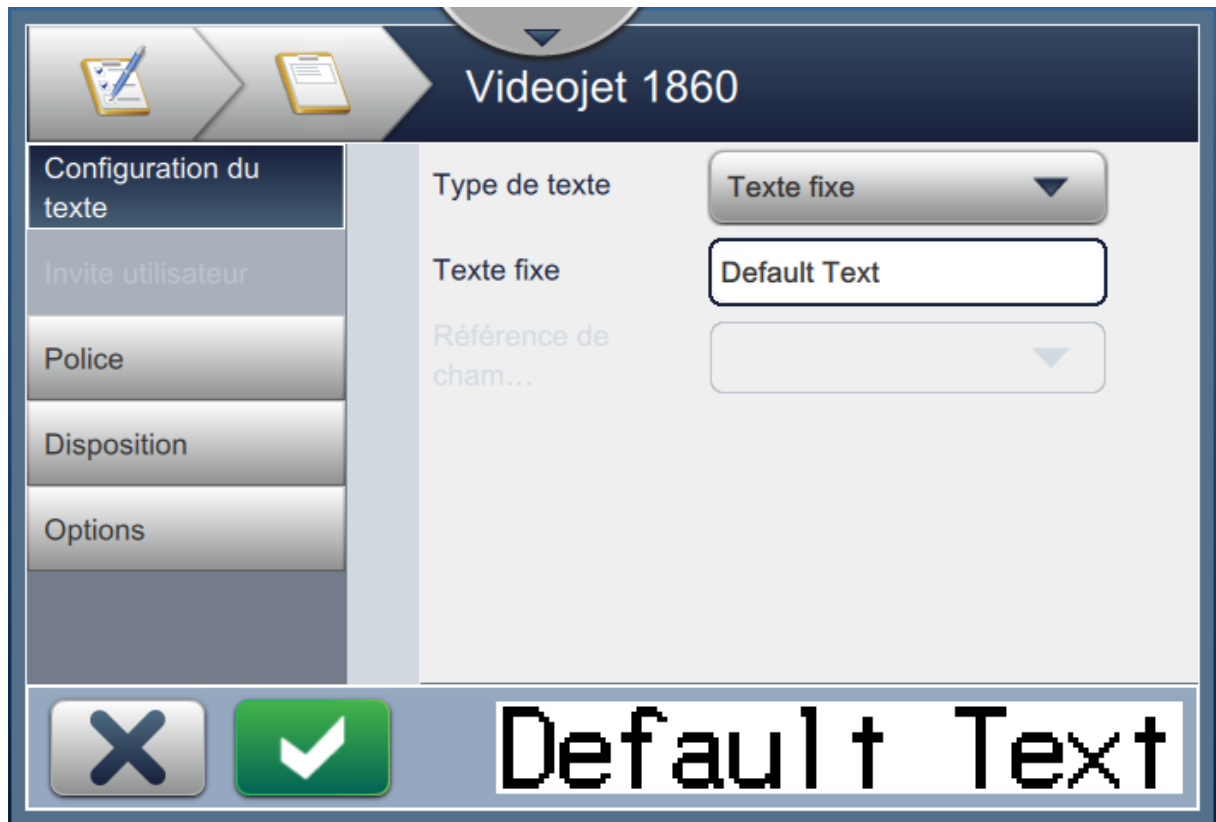 Videojet 1860
Configuration du
texte
Invite utilisateur
Police
Disposition
Options
Type de texte
Texte fixe
Texte fixe
Default Text
Référence de
cham…
Default Text